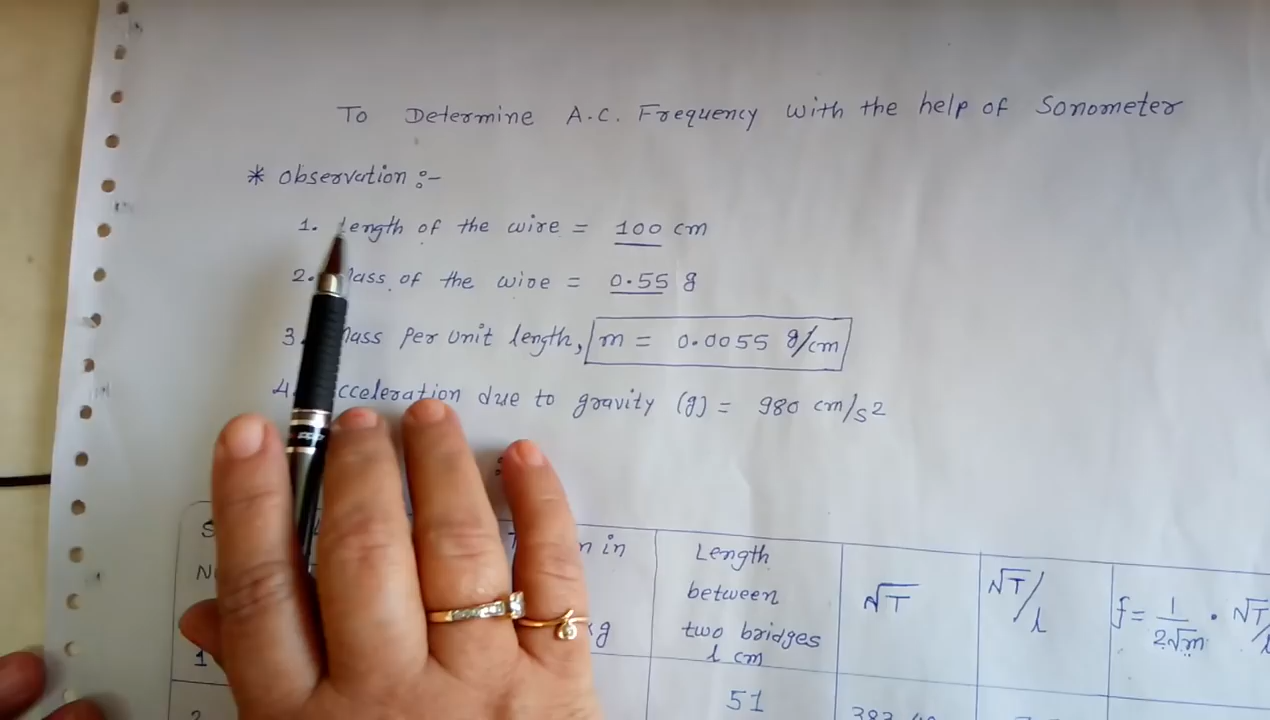 To Determine A.C. Frequency with the help of Sonometer
* Observation :-
1. Length of the wire = 100 cm
2. Mass of the wire = 0.55 g
3. Mass per unit length, m = 0.0055 g/cm
4. Acceleration due to gravity (g) = 980 cm/s2
Length
between
two bridges
l cm
√T
√T/l
f = 1/2√m . √T/l
1
51
2